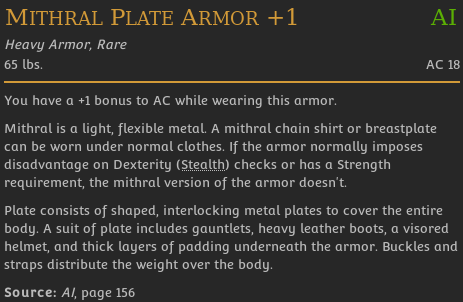 Mithral Plate Armor +1 AI
Heavy Armor, Rare
65 lbs. AC 18
You have a +1 bonus to AC while wearing this armor.
Mithral is a light, flexible metal. A mithral chain shirt or breastplate
can be worn under normal clothes. If the armor normally imposes
disadvantage on Dexterity (Stealth) checks or has a Strength
requirement, the mithral version of the armor doesn't.
Plate consists of shaped, interlocking metal plates to cover the entire
body. A suit of plate includes gauntlets, heavy leather boots, a visored
helmet, and thick layers of padding underneath the armor. Buckles and
straps distribute the weight over the body.
Source: AI, page 156